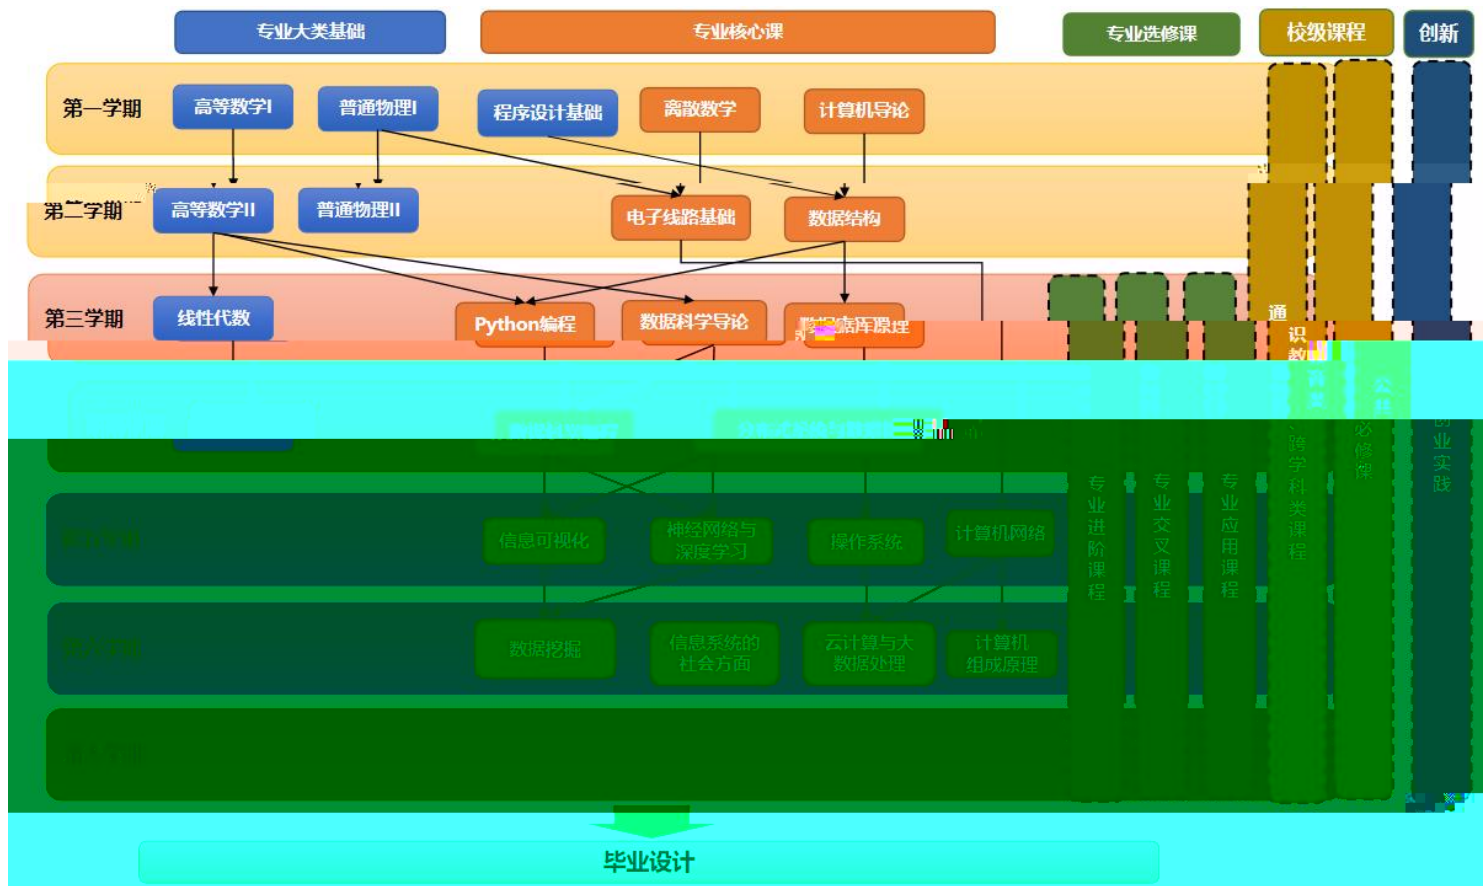 专业大类基础
专业核心课
专业选修课
校级课程
创新
第一学期
高等数学I
普通物理I
程序设计基础
离散数学
计算机导论
第二学期
高等数学II
普通物理II
电子线路基础
数据结构
第三学期
线性代数
Python编程
数据科学导论
库原理
通识教
公共必修课
跨学科类课程
创业实践
专业进阶课程
专业交叉课程
专业应用课程
信息可视化
神经网络与
深度学习
操作系统
计算机网络
数据挖掘
信息系统的
社会方面
云计算与大
数据处理
计算机
组成原理
毕业设计